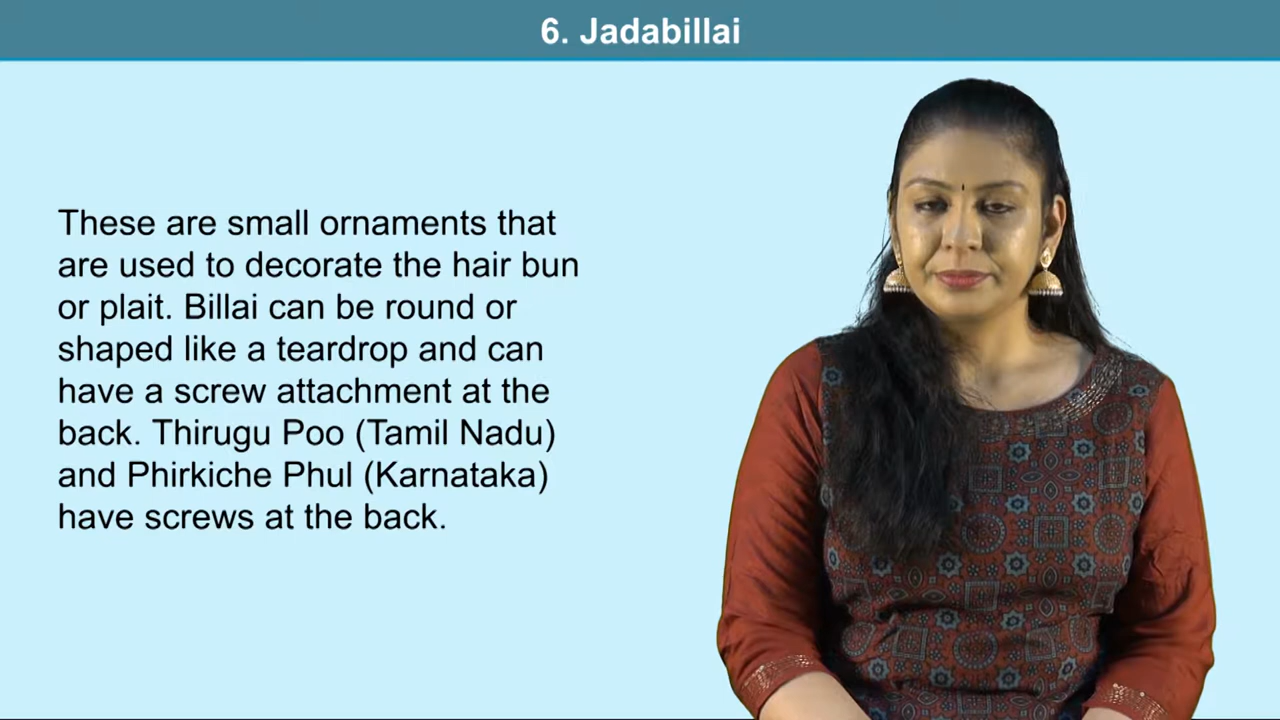 6. Jadabillai
These are small ornaments that
are used to decorate the hair bun
or plait. Billai can be round or
shaped like a teardrop and can
have a screw attachment at the
back. Thirugu Poo (Tamil Nadu)
and Phirkiche Phul (Karnataka)
have screws at the back.